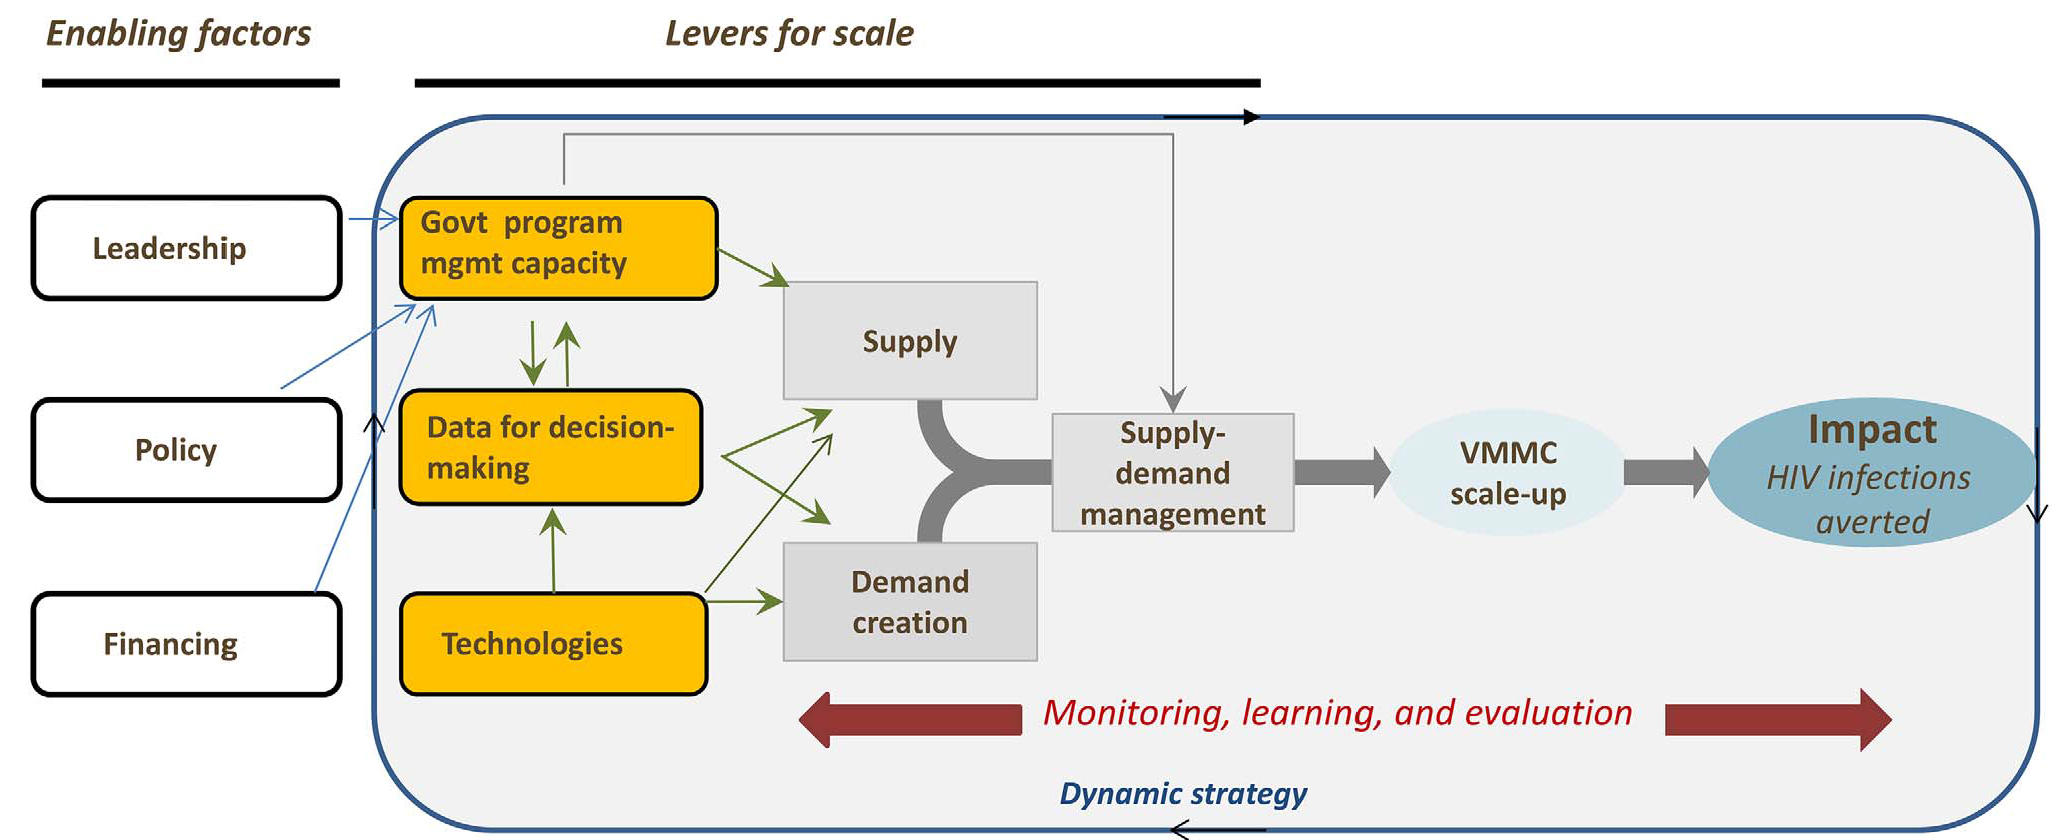 Enabling factors
Levers for scale
Leadership
Govt program
mgmt capacity
Supply
Policy
Data for decision-
making
Supply-
demand
management
VMMC
scale-up
Impact
HIV infections
averted
Demand
creation
Financing
Technologies
Monitoring, learning, and evaluation
Dynamic strategy